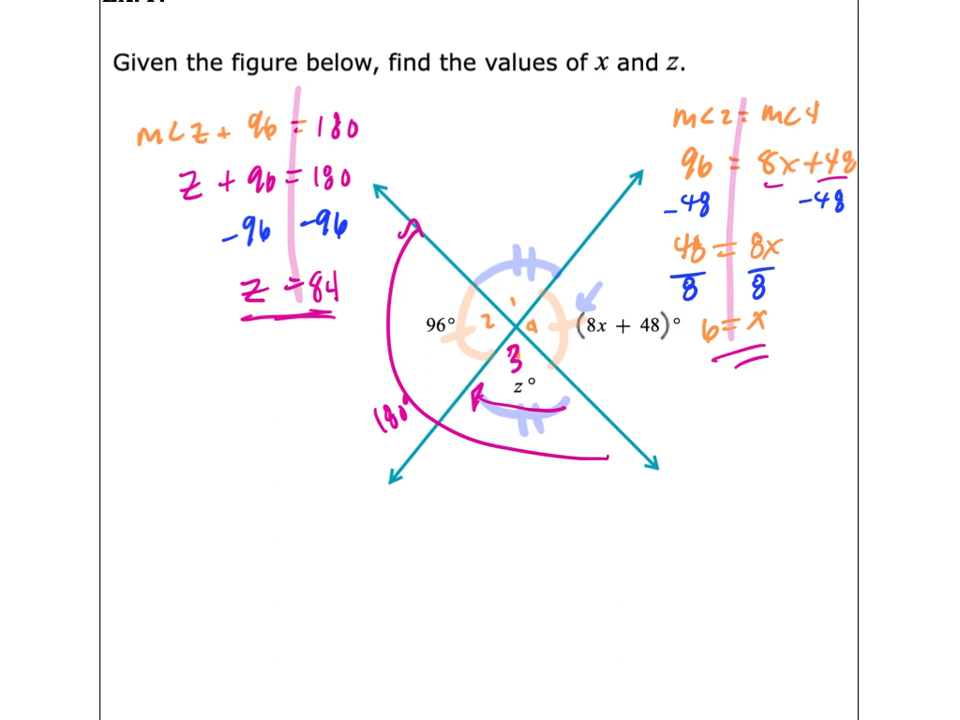 Given the figure below, find the values of x and z.
m∠z + 96 = 180
z + 96 = 180
-96 -96
z = 84
m∠2 = m∠4
96 = 8x+48
-48 -48
48 = 8x
8 8
6 = x
1
96° 2 4 (8x + 48)°
3
z°
180°